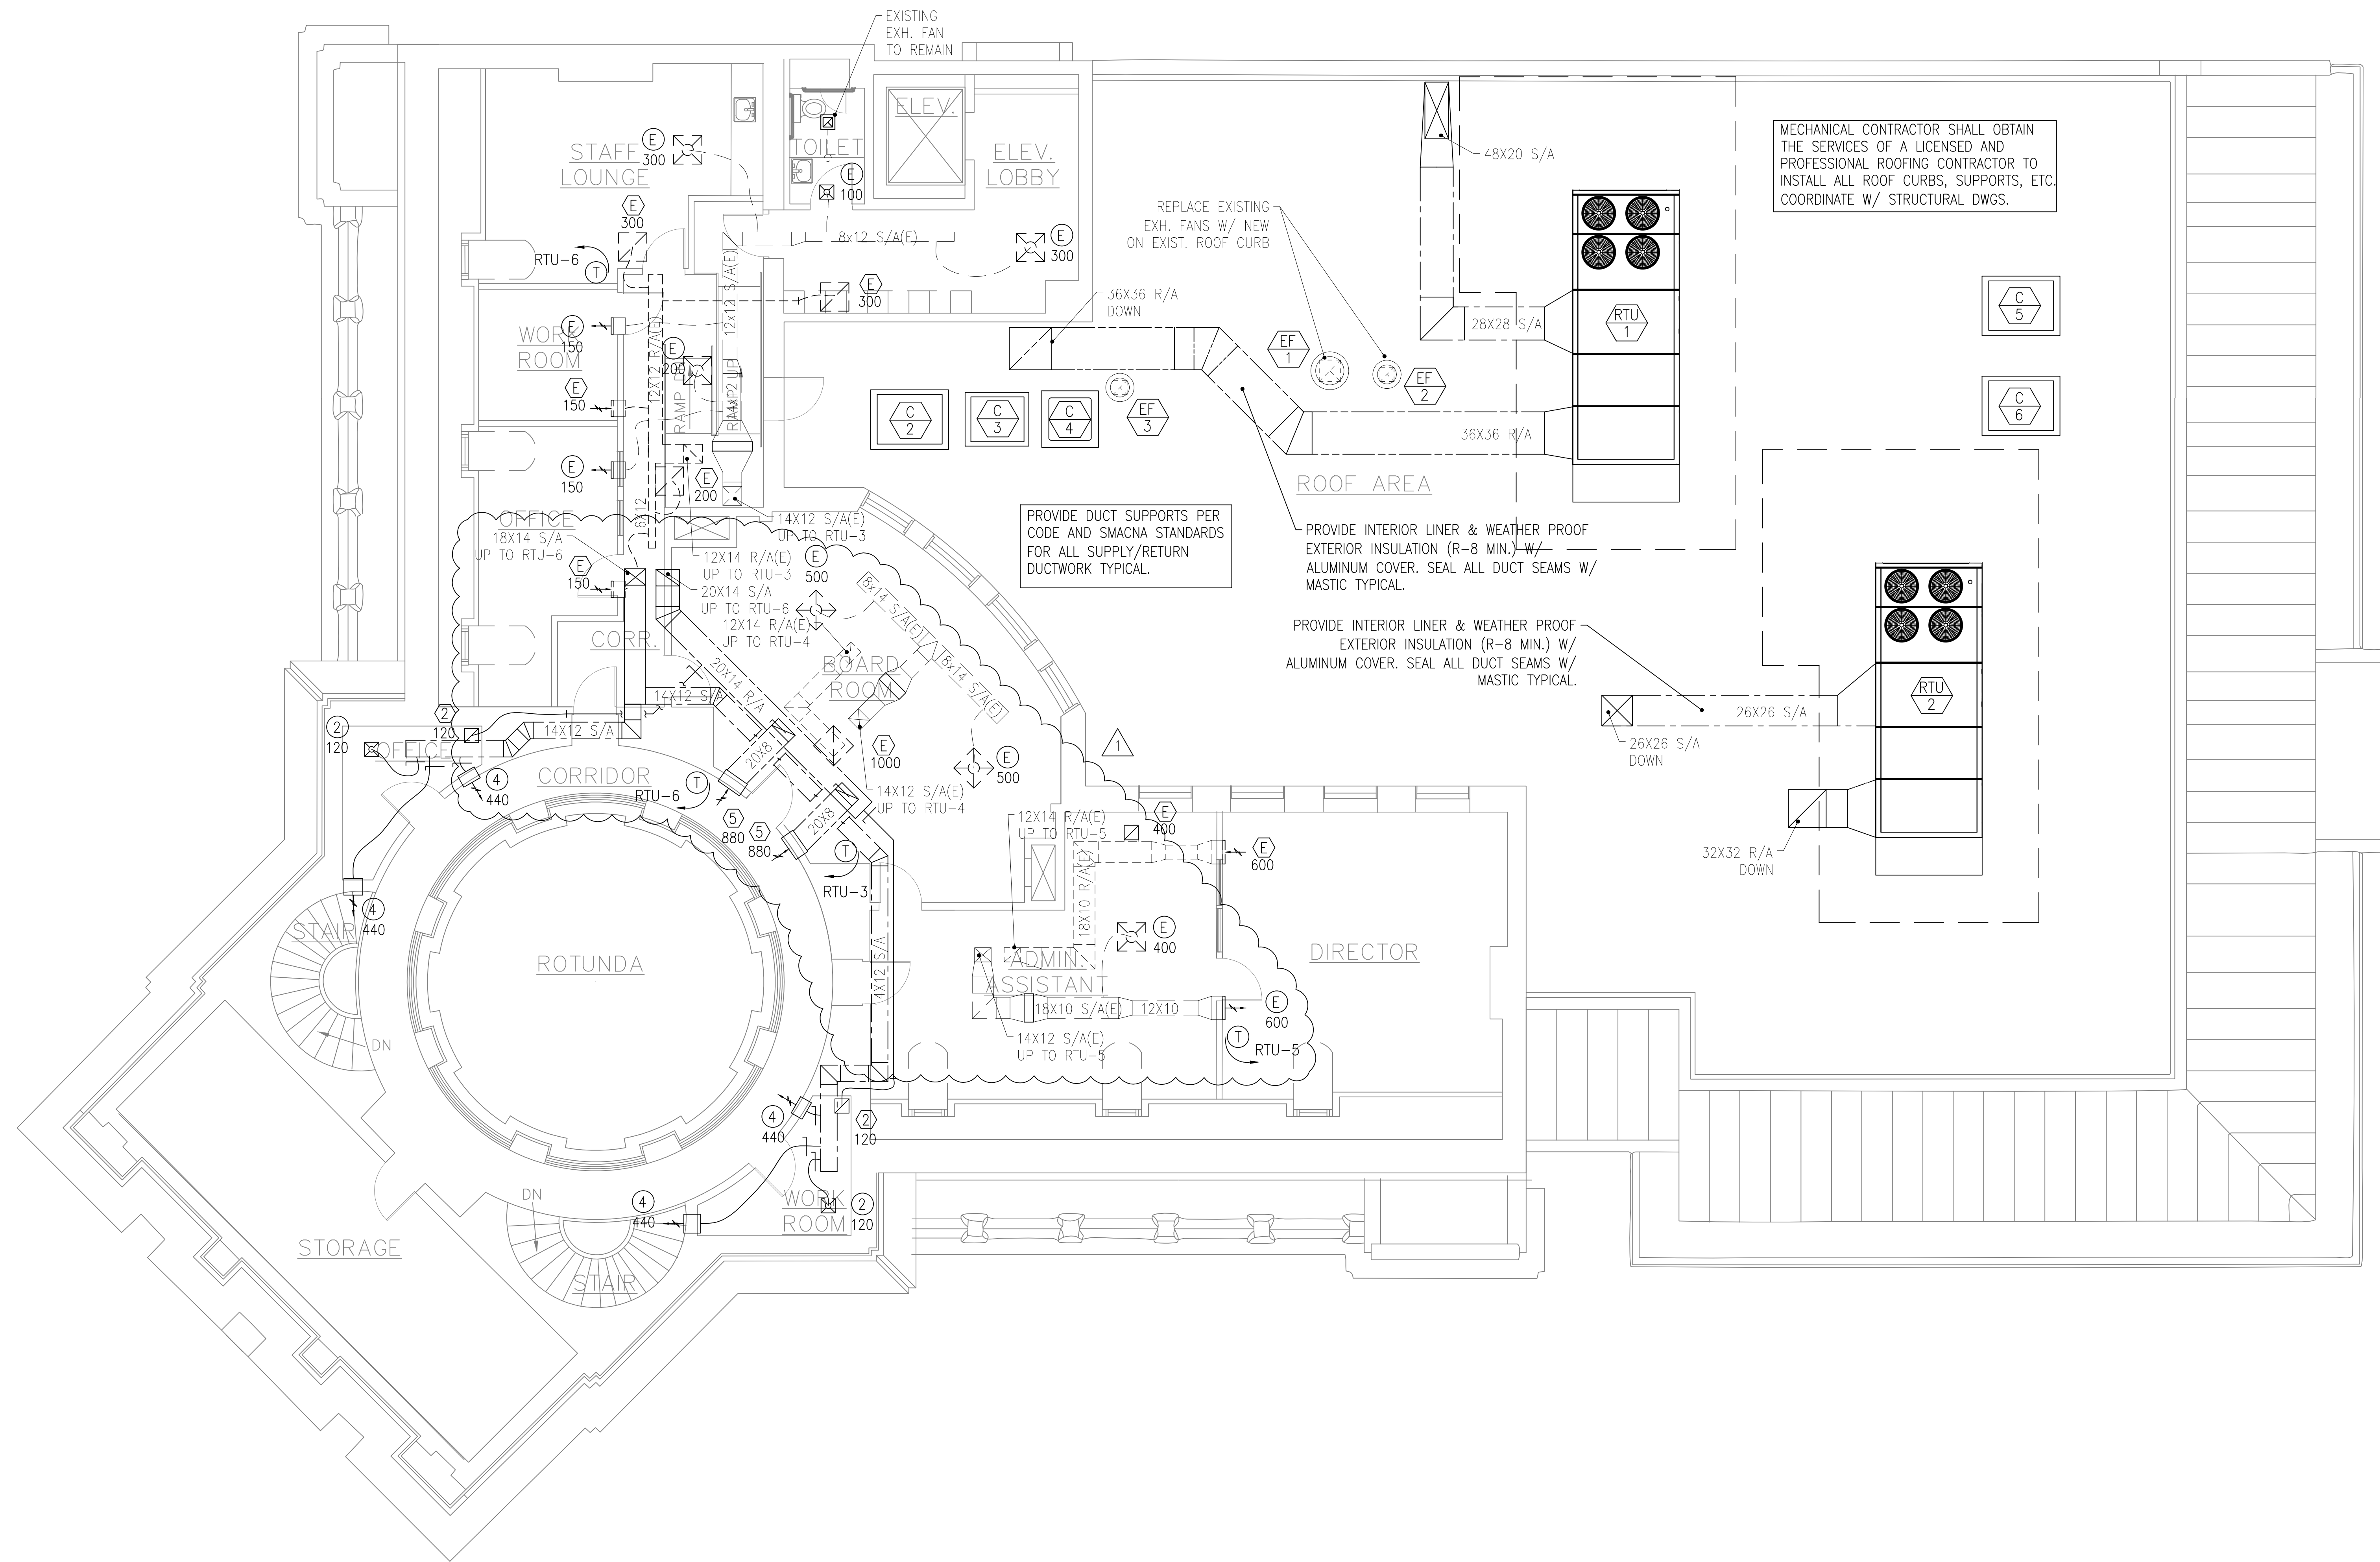 EXISTING
EXH. FAN
TO REMAIN
STAFF
LOUNGE
E
300
TOILET
E
100
ELEV.
ELEV.
LOBBY
E
300
8x12 S/A(E)
E
300
RTU-6
T
E
300
12x12 S/A(E)
WORK
ROOM
E
150
12X12 R/A(E)
E
200
RAMP UP
RAMP
14x12
E
150
E
150
E
200
16X12
14X12 S/A(E)
UP TO RTU-3
OFFICE
18X14 S/A
UP TO RTU-6
E
150
12X14 R/A(E)
UP TO RTU-3
20X14 S/A
UP TO RTU-6
12X14 R/A(E)
UP TO RTU-4
E
500
8x14 S/A(E)
18x14 S/A(E)
CORR.
BOARD
ROOM
20X14 R/A
14X12 S/A
14X12 S/A
2
120
2
120
OFFICE
4
440
CORRIDOR
RTU-6
T
20X8
E
1000
E
500
14X12 S/A(E)
UP TO RTU-4
5
880
5
880
20X8
T
RTU-3
1
12X14 R/A(E)
UP TO RTU-5
E
400
E
600
18X10 R/A(E)
E
400
ADMIN.
ASSISTANT
18X10 S/A(E)
12X10
E
600
14X12 S/A(E)
UP TO RTU-5
T
RTU-5
DIRECTOR
14X12 S/A
STAIR
4
440
ROTUNDA
DN
4
440
2
120
4
440
WORK
ROOM
2
120
DN
STAIR
STORAGE
48X20 S/A
REPLACE EXISTING
EXH. FANS W/ NEW
ON EXIST. ROOF CURB
36X36 R/A
DOWN
28X28 S/A
RTU
1
EF
1
EF
2
EF
3
C
2
C
3
C
4
36X36 R/A
ROOF AREA
MECHANICAL CONTRACTOR SHALL OBTAIN
THE SERVICES OF A LICENSED AND
PROFESSIONAL ROOFING CONTRACTOR TO
INSTALL ALL ROOF CURBS, SUPPORTS, ETC.
COORDINATE W/ STRUCTURAL DWGS.
C
5
C
6
PROVIDE DUCT SUPPORTS PER
CODE AND SMACNA STANDARDS
FOR ALL SUPPLY/RETURN
DUCTWORK TYPICAL.
PROVIDE INTERIOR LINER & WEATHER PROOF
EXTERIOR INSULATION (R-8 MIN.) W/
ALUMINUM COVER. SEAL ALL DUCT SEAMS W/
MASTIC TYPICAL.
PROVIDE INTERIOR LINER & WEATHER PROOF
EXTERIOR INSULATION (R-8 MIN.) W/
ALUMINUM COVER. SEAL ALL DUCT SEAMS W/
MASTIC TYPICAL.
RTU
2
26X26 S/A
26X26 S/A
DOWN
32X32 R/A
DOWN